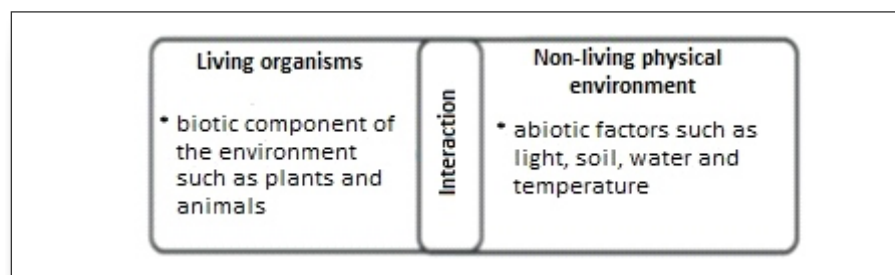 Living organisms
* biotic component of
the environment
such as plants and
animals
Interaction
Non-living physical
environment
* abiotic factors such as
light, soil, water and
temperature